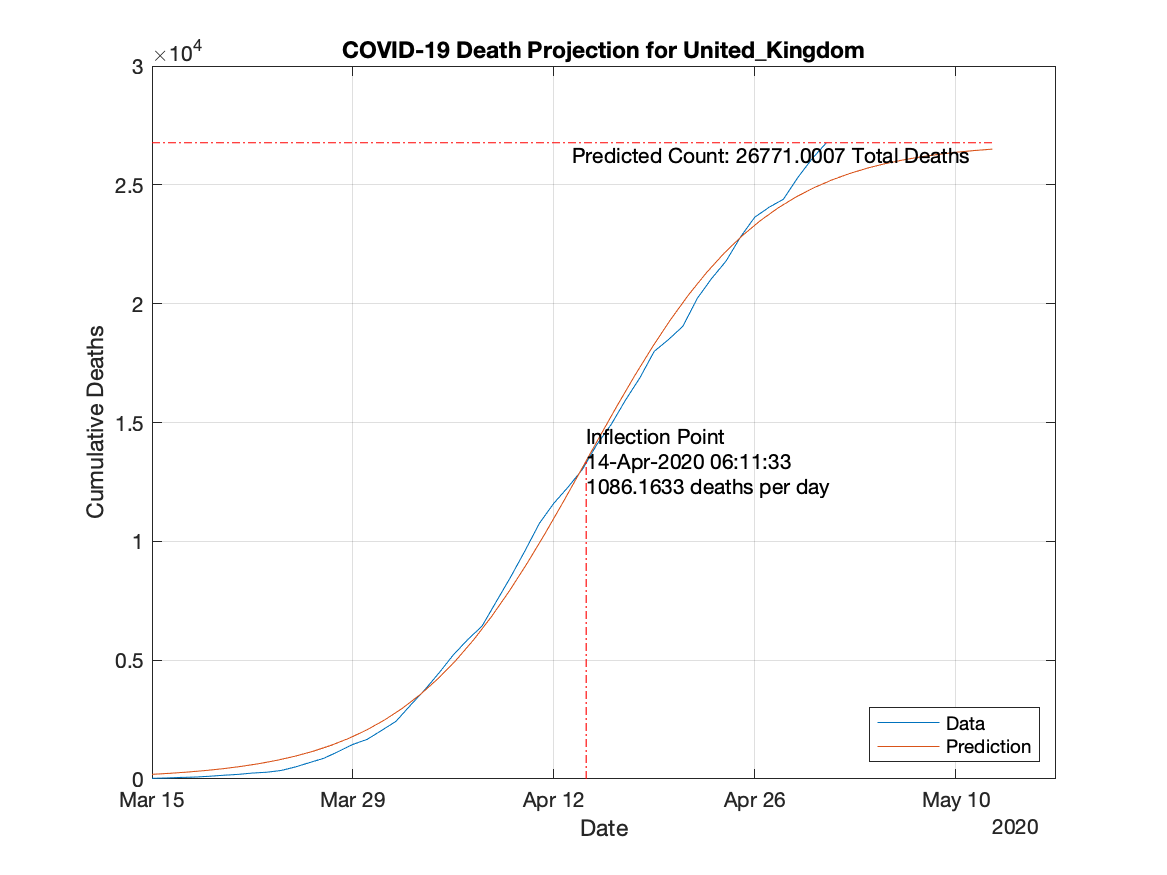 COVID-19 Death Projection for United_Kingdom
×10^4
3
2.5
2
1.5
1
0.5
0
Cumulative Deaths
Predicted Count: 26771.0007 Total Deaths
Inflection Point
14-Apr-2020 06:11:33
1086.1633 deaths per day
Data
Prediction
Mar 15
Mar 29
Apr 12
Apr 26
May 10
Date
2020